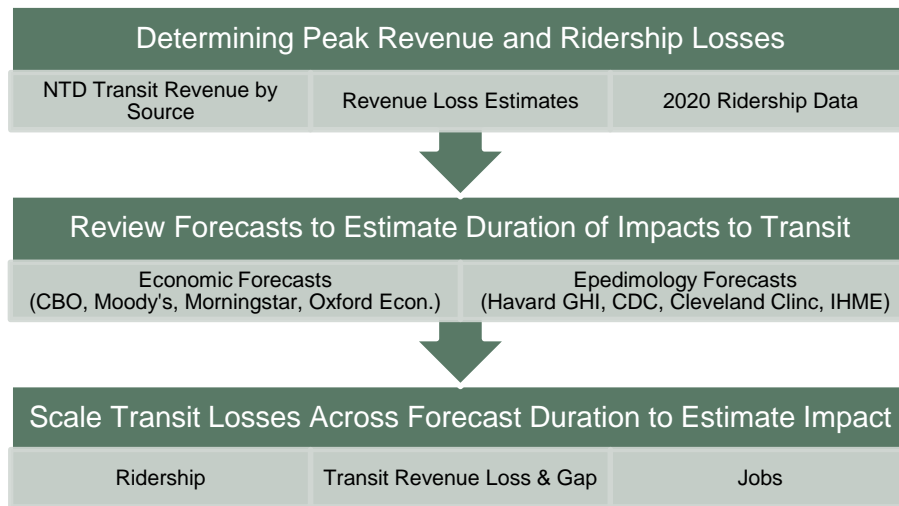 Determining Peak Revenue and Ridership Losses
NTD Transit Revenue by
Source
Revenue Loss Estimates
2020 Ridership Data
Review Forecasts to Estimate Duration of Impacts to Transit
Economic Forecasts
(CBO, Moody's, Morningstar, Oxford Econ.)
Epedimology Forecasts
(Havard GHI, CDC, Cleveland Clinc, IHME)
Scale Transit Losses Across Forecast Duration to Estimate Impact
Ridership
Transit Revenue Loss & Gap
Jobs